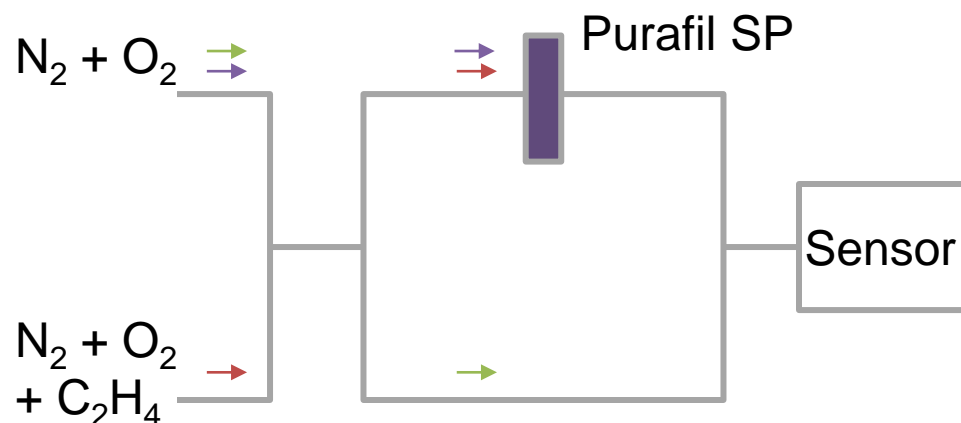 N₂ + O₂
Purafil SP
Sensor
N₂ + O₂
+ C₂H₄